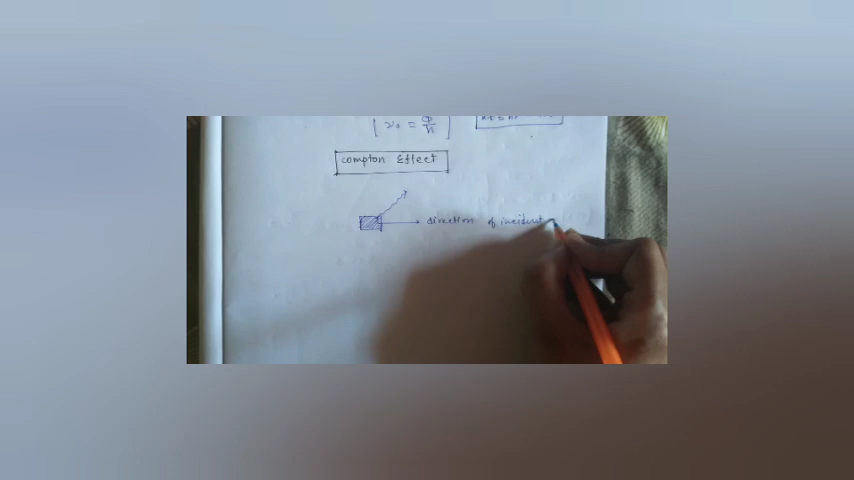 [ν₀ = Φ/h]
compton Effect
direction of incident